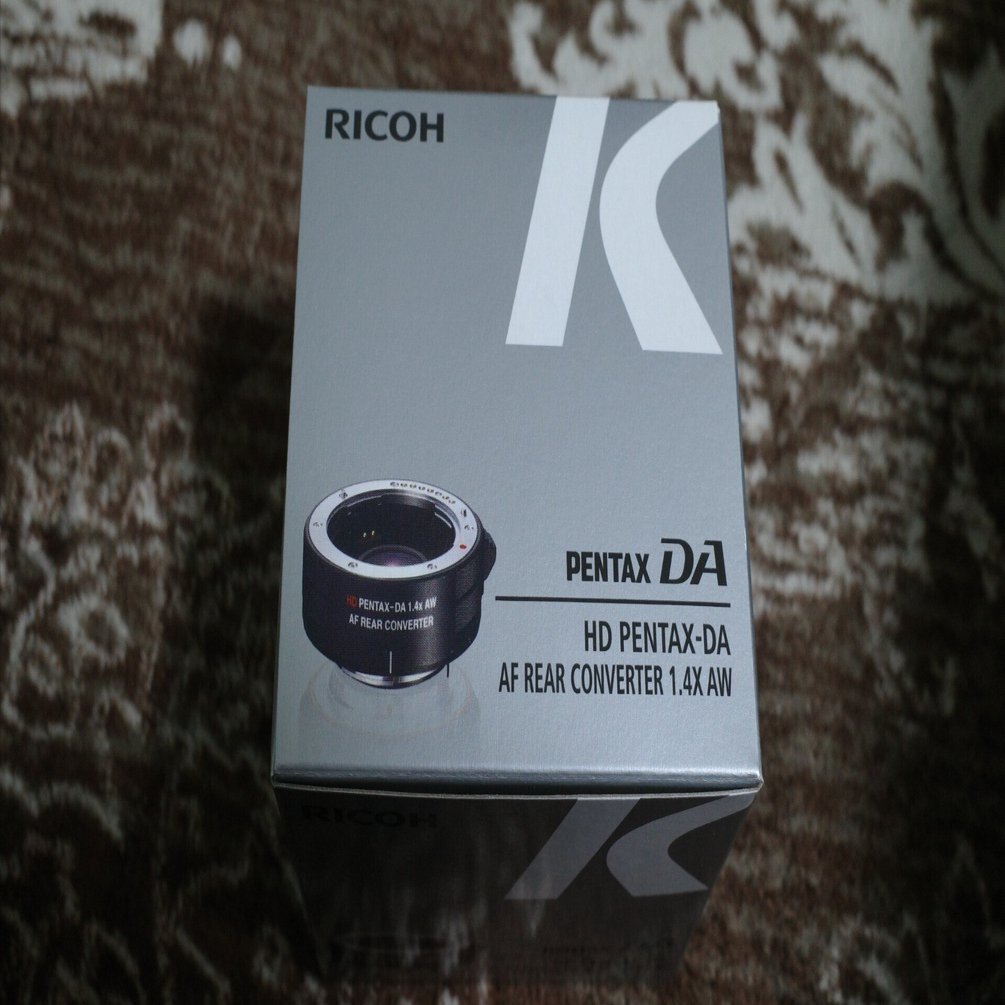 RICOH
K
PENTAX DA
HD PENTAX-DA
AF REAR CONVERTER 1.4X AW
HD PENTAX-DA 1.4x AW
AF REAR CONVERTER
RICOH
K